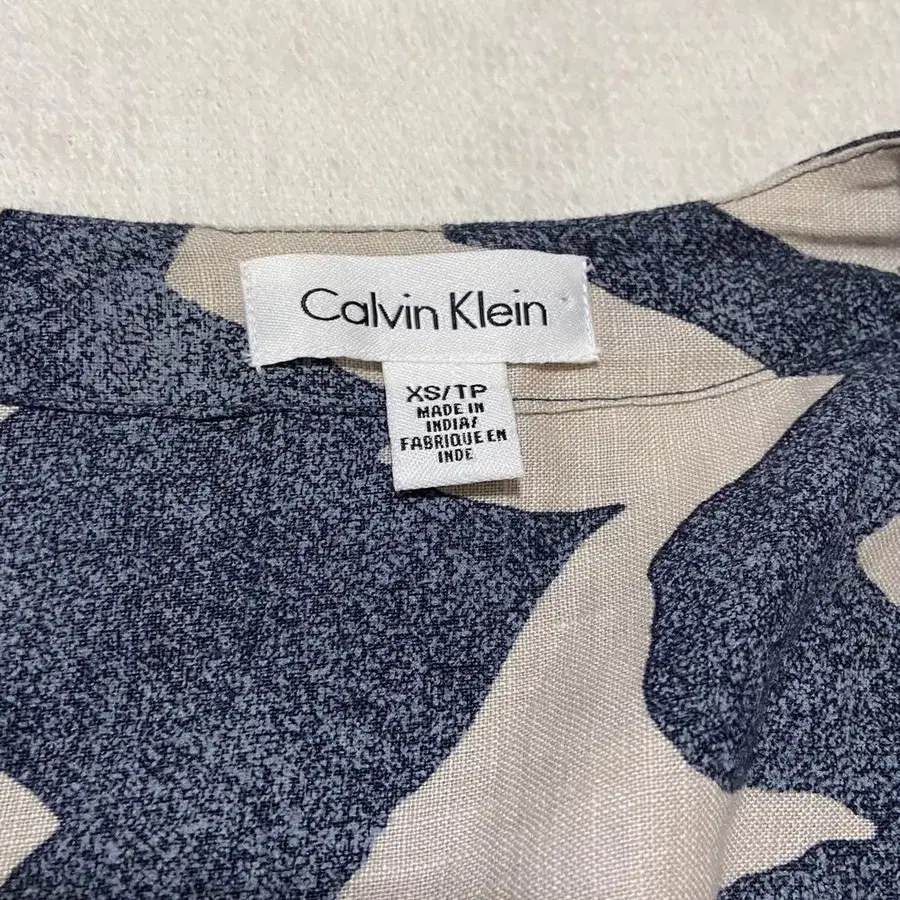 Calvin Klein
XS/TP
MADE IN
INDIA/
FABRIQUE EN
INDE